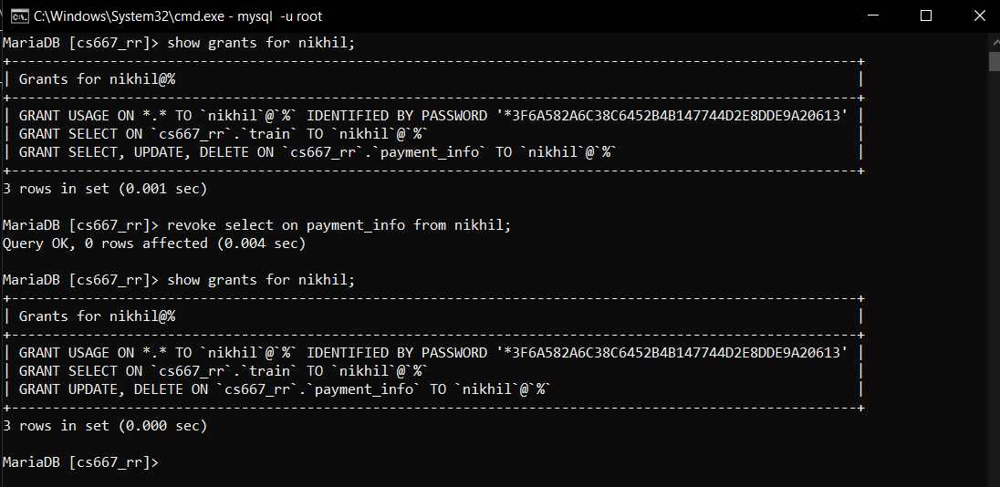 C:\Windows\System32\cmd.exe - mysql  -u root
MariaDB [cs667_rr]> show grants for nikhil;
+-------------------------------------------------------------------------------------------------------+
| Grants for nikhil@%                                                                                   |
+-------------------------------------------------------------------------------------------------------+
| GRANT USAGE ON *.* TO `nikhil`@`%` IDENTIFIED BY PASSWORD '*3F6A582A6C38C6452B4B147744D2E8DDE9A20613' |
| GRANT SELECT ON `cs667_rr`.`train` TO `nikhil`@`%`                                                    |
| GRANT SELECT, UPDATE, DELETE ON `cs667_rr`.`payment_info` TO `nikhil`@`%`                             |
+-------------------------------------------------------------------------------------------------------+
3 rows in set (0.001 sec)
MariaDB [cs667_rr]> revoke select on payment_info from nikhil;
Query OK, 0 rows affected (0.004 sec)
MariaDB [cs667_rr]> show grants for nikhil;
+-------------------------------------------------------------------------------------------------------+
| Grants for nikhil@%                                                                                   |
+-------------------------------------------------------------------------------------------------------+
| GRANT USAGE ON *.* TO `nikhil`@`%` IDENTIFIED BY PASSWORD '*3F6A582A6C38C6452B4B147744D2E8DDE9A20613' |
| GRANT SELECT ON `cs667_rr`.`train` TO `nikhil`@`%`                                                    |
| GRANT UPDATE, DELETE ON `cs667_rr`.`payment_info` TO `nikhil`@`%`                                     |
+-------------------------------------------------------------------------------------------------------+
3 rows in set (0.000 sec)
MariaDB [cs667_rr]>